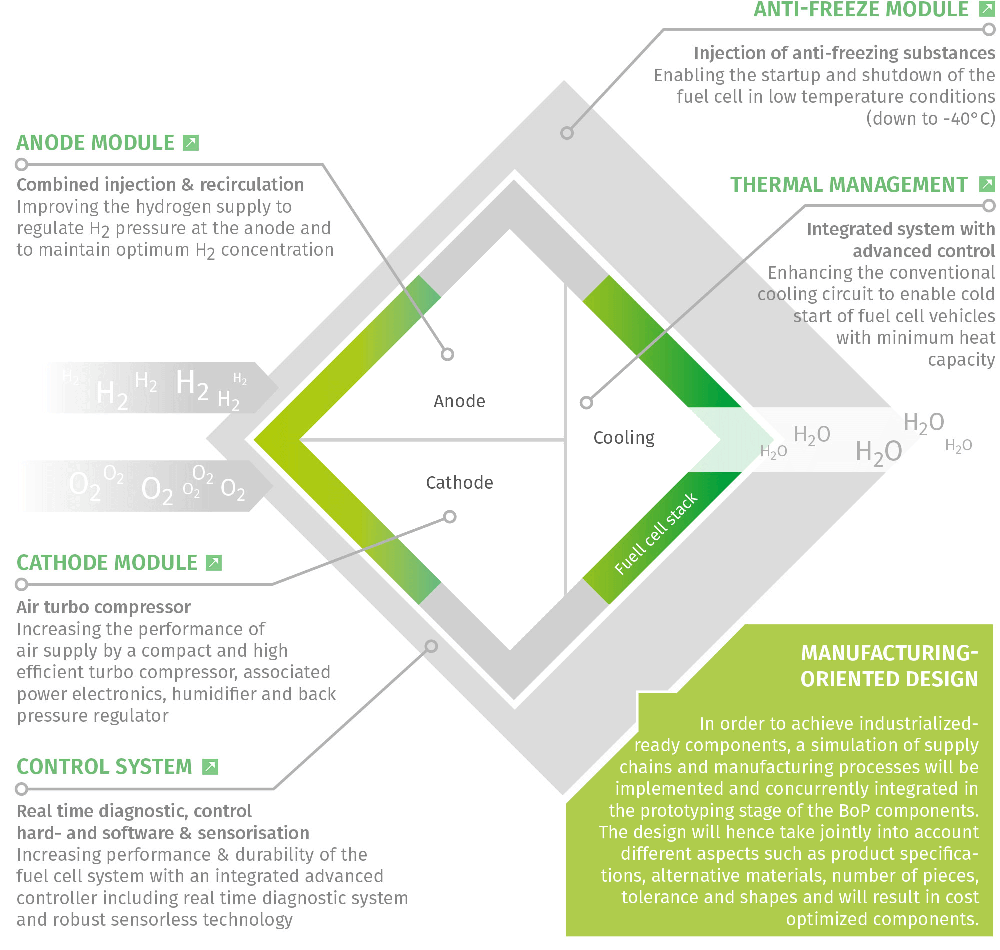 ANTI-FREEZE MODULE
Injection of anti-freezing substances
Enabling the startup and shutdown of the
fuel cell in low temperature conditions
(down to -40°C)
ANODE MODULE
Combined injection & recirculation
Improving the hydrogen supply to
regulate H2 pressure at the anode and
to maintain optimum H2 concentration
THERMAL MANAGEMENT
Integrated system with
advanced control
Enhancing the conventional
cooling circuit to enable cold
start of fuel cell vehicles
with minimum heat
capacity
H2 H2 H2 H2 H2 H2
Anode
Cooling
H2O H2O H2O H2O H2O
O2 O2 O2 O2 O2 O2
Cathode
Fuell cell stack
CATHODE MODULE
Air turbo compressor
Increasing the performance of
air supply by a compact and high
efficient turbo compressor, associated
power electronics, humidifier and back
pressure regulator
CONTROL SYSTEM
Real time diagnostic, control
hard- and software & sensorisation
Increasing performance & durability of the
fuel cell system with an integrated advanced
controller including real time diagnostic system
and robust sensorless technology
MANUFACTURING-
ORIENTED DESIGN
In order to achieve industrialized-
ready components, a simulation of supply
chains and manufacturing processes will be
implemented and concurrently integrated in
the prototyping stage of the BoP components.
The design will hence take jointly into account
different aspects such as product specifica-
tions, alternative materials, number of pieces,
tolerance and shapes and will result in cost
optimized components.